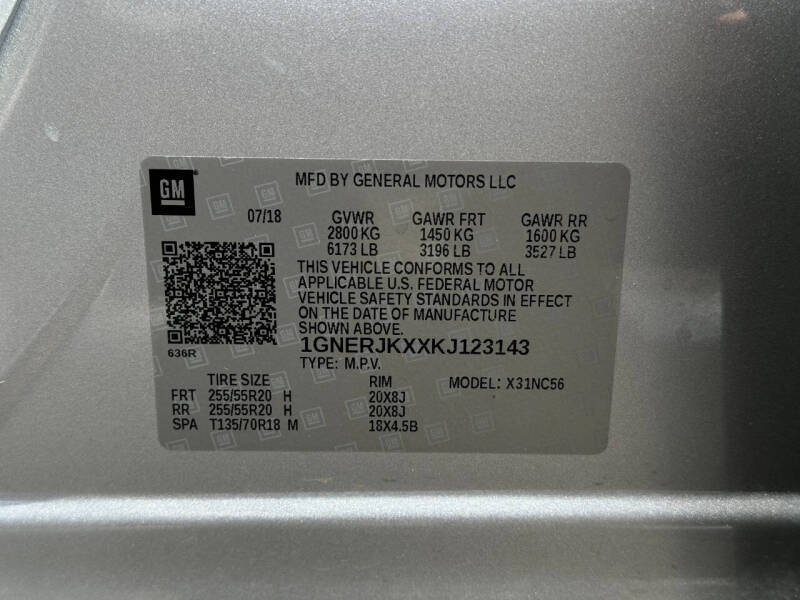 GM
MFD BY GENERAL MOTORS LLC
07/18 GVWR GAWR FRT GAWR RR
2800 KG 1450 KG 1600 KG
6173 LB 3196 LB 3527 LB
THIS VEHICLE CONFORMS TO ALL
APPLICABLE U.S. FEDERAL MOTOR
VEHICLE SAFETY STANDARDS IN EFFECT
ON THE DATE OF MANUFACTURE
SHOWN ABOVE.
636R
1GNERJKXXKJ123143
TYPE: M.P.V.
TIRE SIZE RIM MODEL: X31NC56
FRT 255/55R20 H 20X8J
RR 255/55R20 H 20X8J
SPA T135/70R18 M 18X4.5B